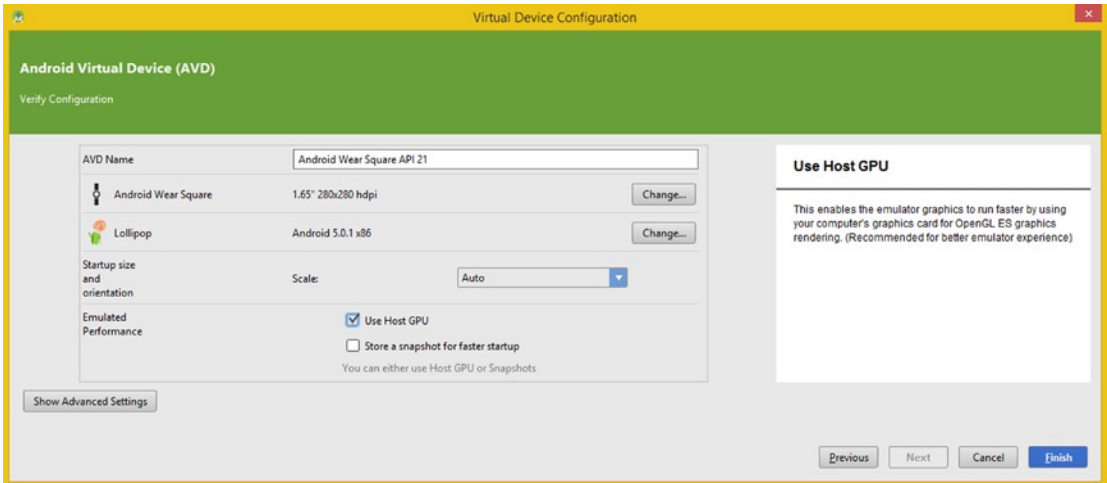 Virtual Device Configuration
Android Virtual Device (AVD)
Verify Configuration
AVD Name
Android Wear Square API 21
Android Wear Square
1.65" 280x280 hdpi
Change...
Lollipop
Android 5.0.1 x86
Change...
Startup size
and
orientation
Scale:
Auto
Emulated
Performance
Use Host GPU
Store a snapshot for faster startup
You can either use Host GPU or Snapshots
Show Advanced Settings
Use Host GPU
This enables the emulator graphics to run faster by using
your computer's graphics card for OpenGL ES graphics
rendering. (Recommended for better emulator experience)
Previous
Next
Cancel
Finish